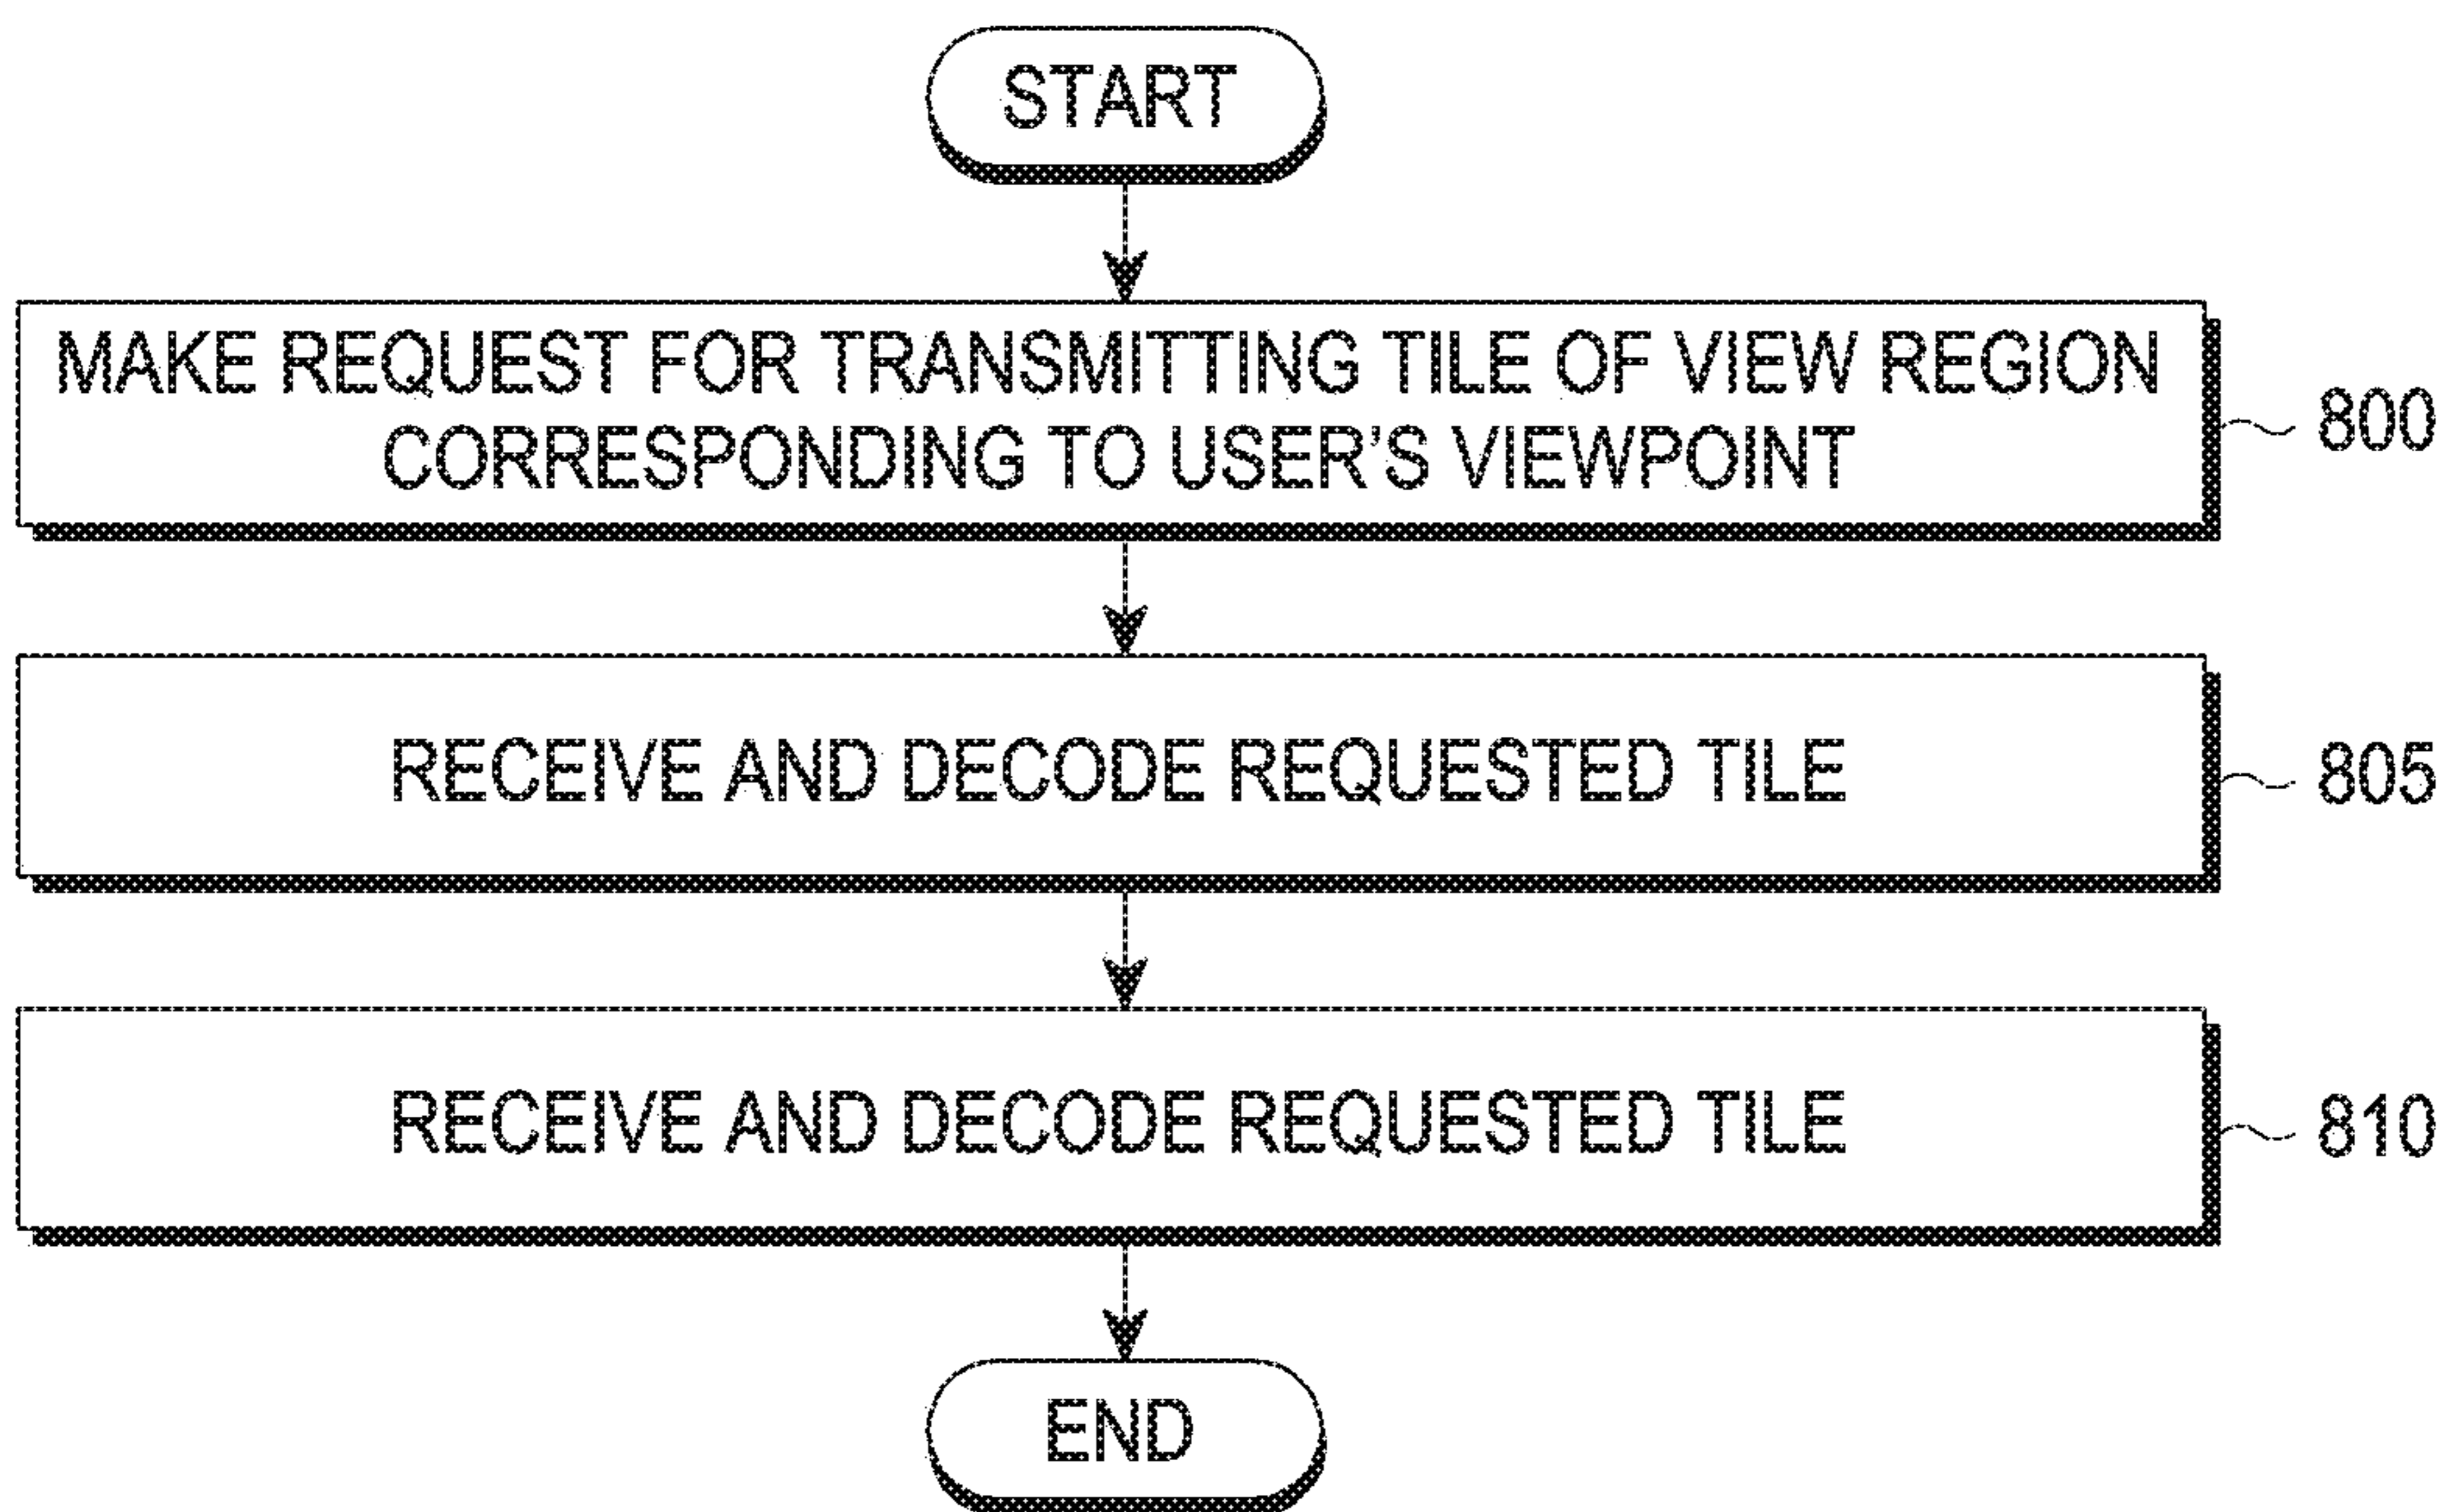 START
MAKE REQUEST FOR TRANSMITTING TILE OF VIEW REGION
CORRESPONDING TO USER'S VIEWPOINT
800
RECEIVE AND DECODE REQUESTED TILE
805
RECEIVE AND DECODE REQUESTED TILE
810
END